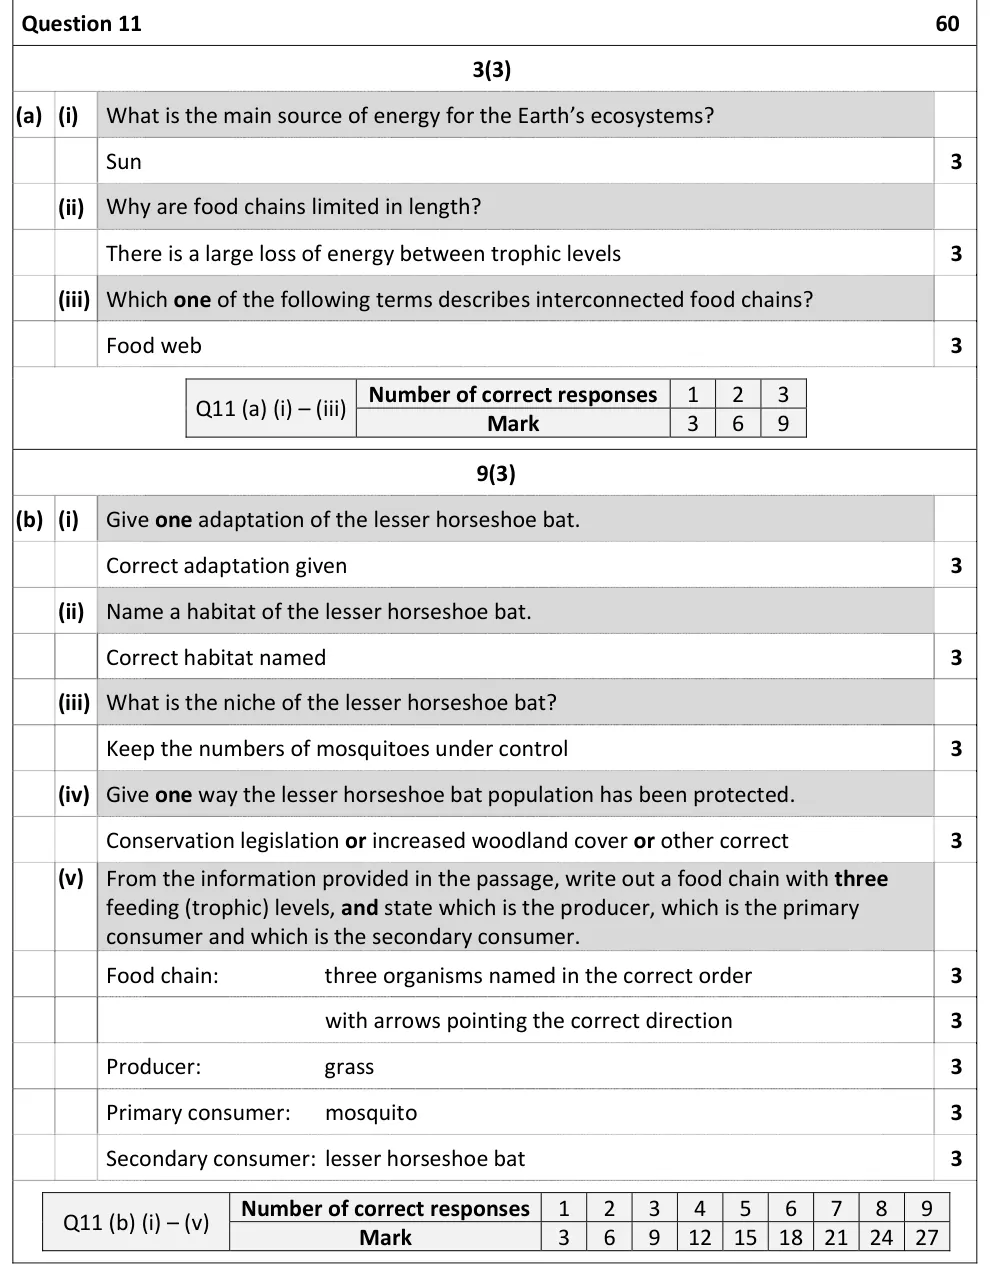 Question 11 60
3(3)
(a) (i) What is the main source of energy for the Earth’s ecosystems?
Sun 3
(ii) Why are food chains limited in length?
There is a large loss of energy between trophic levels 3
(iii) Which one of the following terms describes interconnected food chains?
Food web 3
Q11 (a) (i) – (iii) Number of correct responses 1 2 3
Mark 3 6 9
9(3)
(b) (i) Give one adaptation of the lesser horseshoe bat.
Correct adaptation given 3
(ii) Name a habitat of the lesser horseshoe bat.
Correct habitat named 3
(iii) What is the niche of the lesser horseshoe bat?
Keep the numbers of mosquitoes under control 3
(iv) Give one way the lesser horseshoe bat population has been protected.
Conservation legislation or increased woodland cover or other correct 3
(v) From the information provided in the passage, write out a food chain with three
feeding (trophic) levels, and state which is the producer, which is the primary
consumer and which is the secondary consumer.
Food chain: three organisms named in the correct order 3
with arrows pointing the correct direction 3
Producer: grass 3
Primary consumer: mosquito 3
Secondary consumer: lesser horseshoe bat 3
Q11 (b) (i) – (v) Number of correct responses 1 2 3 4 5 6 7 8 9
Mark 3 6 9 12 15 18 21 24 27